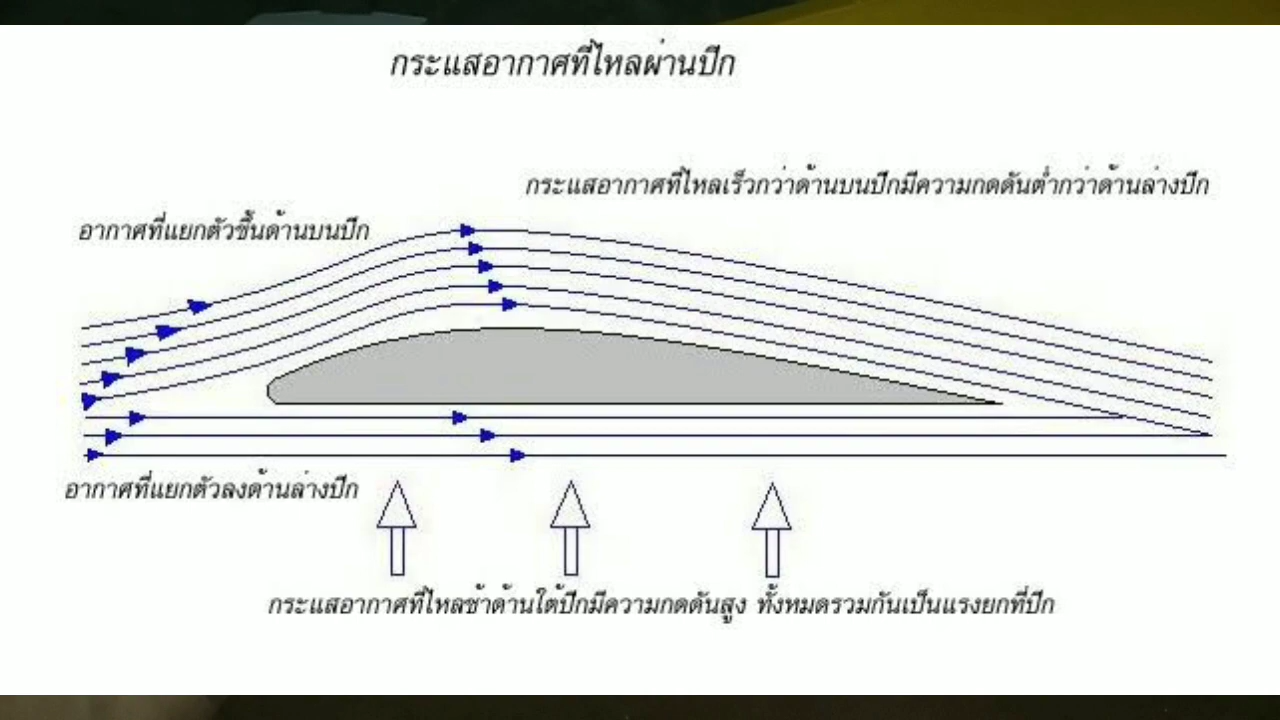 กระแสอากาศที่ไหลผ่านปีก
กระแสอากาศที่ไหลเร็วกว่าด้านบนปีกมีความกดดันต่ำกว่าด้านล่างปีก
อากาศที่แยกตัวขึ้นด้านบนปีก
อากาศที่แยกตัวลงด้านล่างปีก
กระแสอากาศที่ไหลช้าด้านใต้ปีกมีความกดดันสูง ทั้งหมดรวมกันเป็นแรงยกที่ปีก